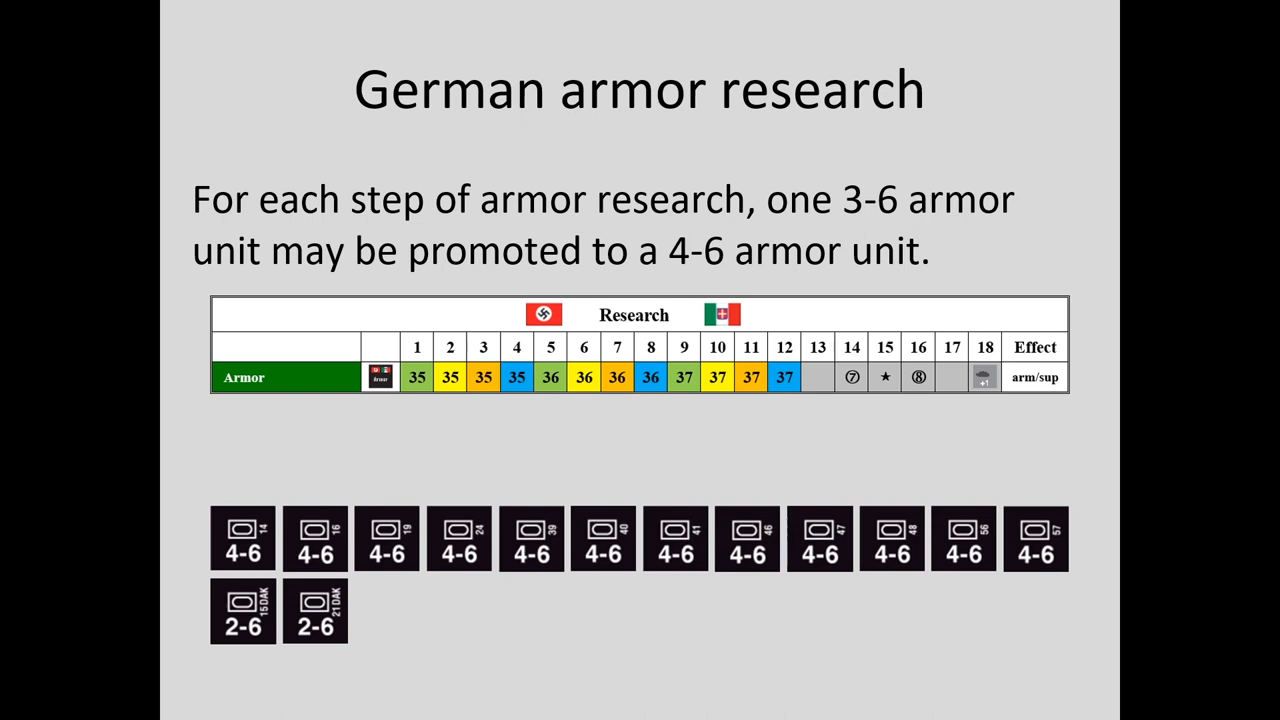 German armor research
For each step of armor research, one 3-6 armor
unit may be promoted to a 4-6 armor unit.
Research
1 2 3 4 5 6 7 8 9 10 11 12 13 14 15 16 17 18 Effect
Armor Armor 35 35 35 35 36 36 36 36 37 37 37 37 ⑦ ★ ⑧ +1 arm/sup
14 16 19 24 39 40 41 46 47 48 56 57
4-6 4-6 4-6 4-6 4-6 4-6 4-6 4-6 4-6 4-6 4-6 4-6
15DAK 21DAK
2-6 2-6